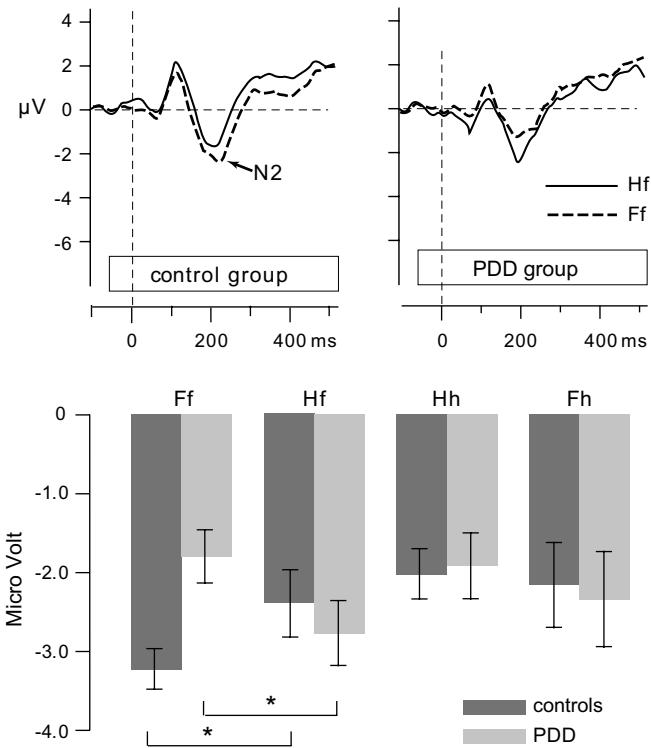 4
2
μV
0
-2
N2
-4
Hf
Ff
-6
control group
PDD group
0 200 400 ms
0 200 400 ms
Ff Hf Hh Fh
0
-1.0
-2.0
Micro Volt
-3.0
*
*
-4.0
controls
PDD